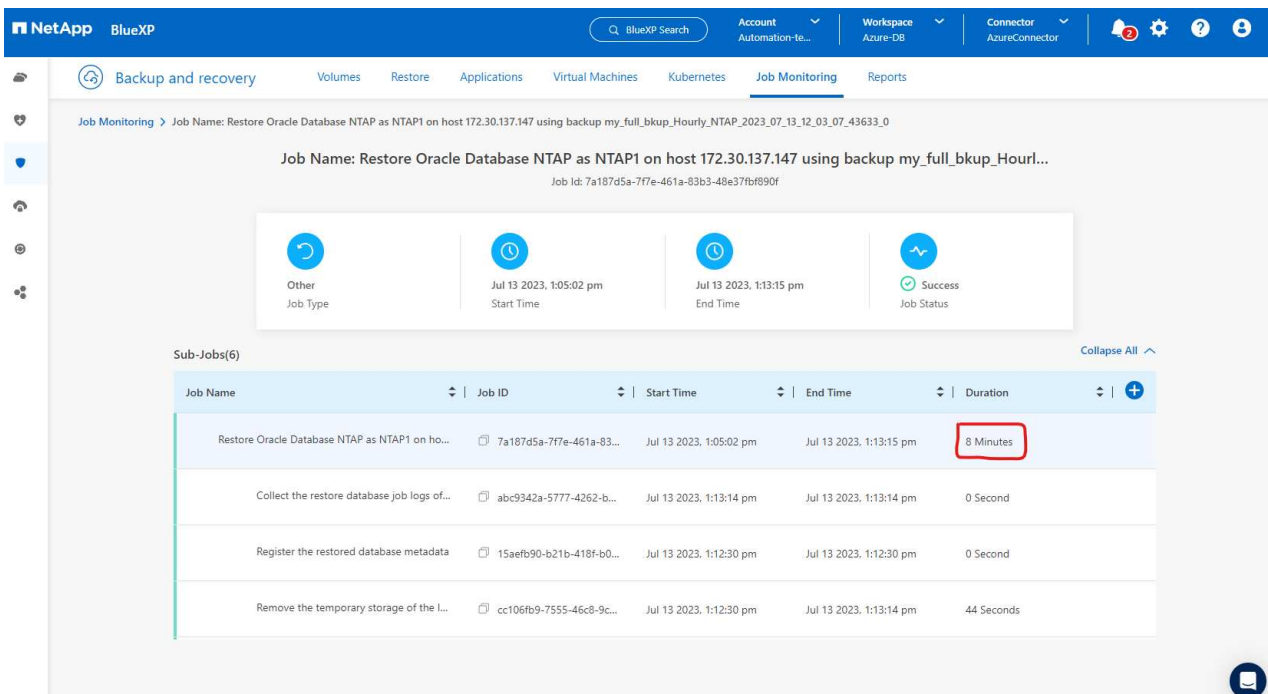 NetApp BlueXP
BlueXP Search
Account
Automation-te...
Workspace
Azure-DB
Connector
AzureConnector
2
Backup and recovery
Volumes Restore Applications Virtual Machines Kubernetes Job Monitoring Reports
Job Monitoring > Job Name: Restore Oracle Database NTAP as NTAP1 on host 172.30.137.147 using backup my_full_bkup_Hourly_NTAP_2023_07_13_12_03_07_43633_0
Job Name: Restore Oracle Database NTAP as NTAP1 on host 172.30.137.147 using backup my_full_bkup_Hourl...
Job Id: 7a187d5a-7f7e-461a-83b3-48e37fbf890f
Other
Job Type
Jul 13 2023, 1:05:02 pm
Start Time
Jul 13 2023, 1:13:15 pm
End Time
Success
Job Status
Sub-Jobs(6)
Collapse All
Job Name Job ID Start Time End Time Duration
Restore Oracle Database NTAP as NTAP1 on ho... 7a187d5a-7f7e-461a-83... Jul 13 2023, 1:05:02 pm Jul 13 2023, 1:13:15 pm 8 Minutes
Collect the restore database job logs of... abc9342a-5777-4262-b... Jul 13 2023, 1:13:14 pm Jul 13 2023, 1:13:14 pm 0 Second
Register the restored database metadata 15aefb90-b21b-418f-b0... Jul 13 2023, 1:12:30 pm Jul 13 2023, 1:12:30 pm 0 Second
Remove the temporary storage of the l... cc106fb9-7555-46c8-9c... Jul 13 2023, 1:12:30 pm Jul 13 2023, 1:13:14 pm 44 Seconds